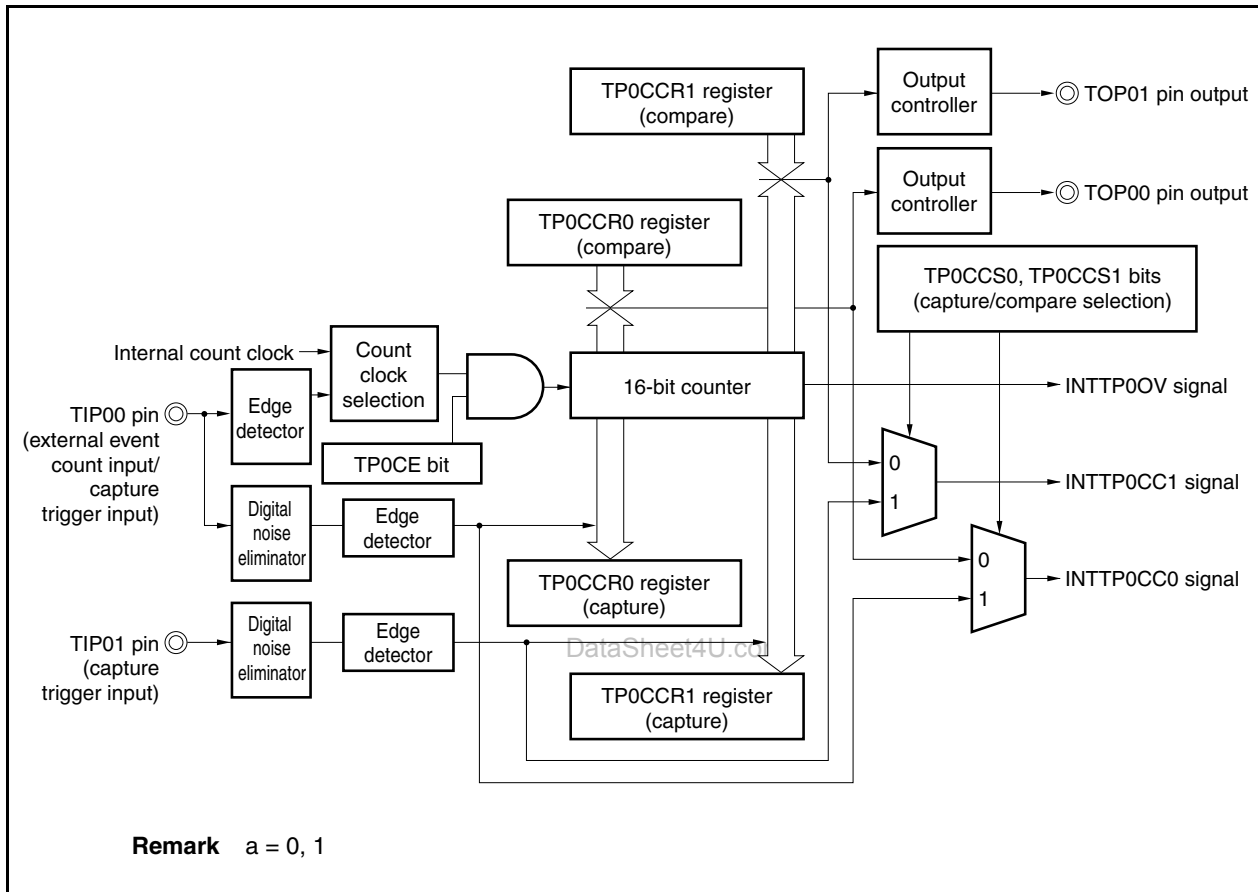 TP0CCR1 register
(compare)
Output
controller
TOP01 pin output
Output
controller
TOP00 pin output
TP0CCR0 register
(compare)
TP0CCS0, TP0CCS1 bits
(capture/compare selection)
Internal count clock
Count
clock
selection
16-bit counter
INTTP0OV signal
TIP00 pin
(external event
count input/
capture
trigger input)
Edge
detector
TP0CE bit
0
1
INTTP0CC1 signal
Digital
noise
eliminator
Edge
detector
TP0CCR0 register
(capture)
0
1
INTTP0CC0 signal
TIP01 pin
(capture
trigger input)
Digital
noise
eliminator
Edge
detector
DataSheet4U.com
TP0CCR1 register
(capture)
Remark a = 0, 1